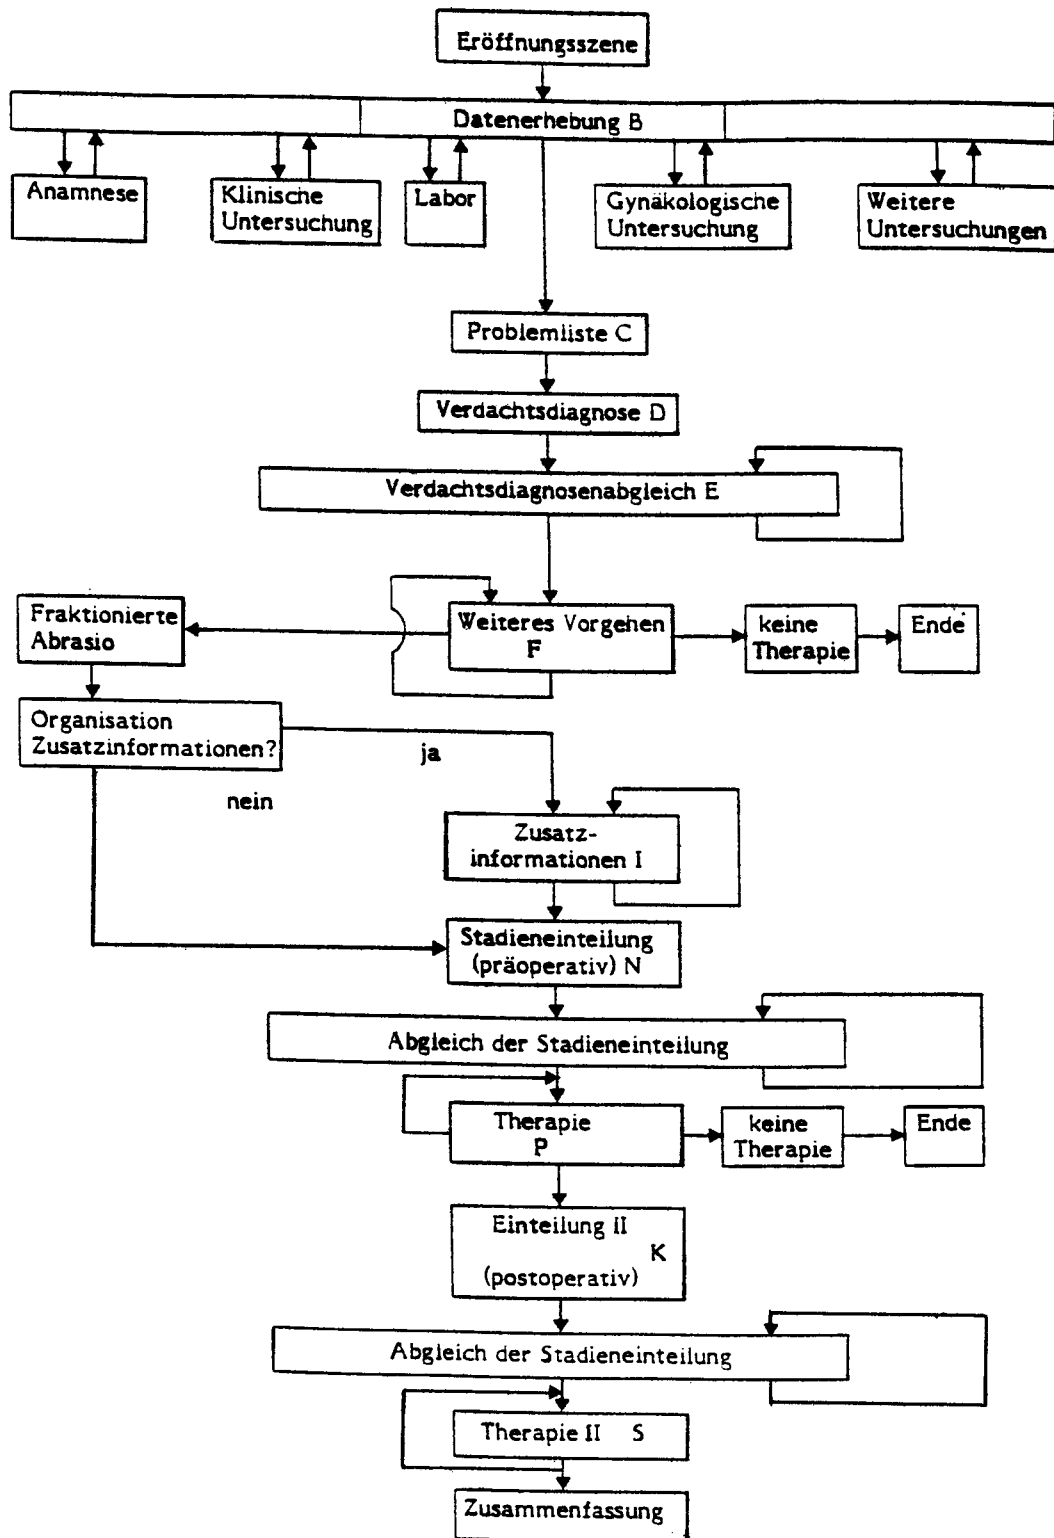 Eröffnungsszene
Datenerhebung B
Anamnese
Klinische
Untersuchung
Labor
Gynäkologische
Untersuchung
Weitere
Untersuchungen
Problemliste C
Verdachtsdiagnose D
Verdachtsdiagnosenabgleich E
Fraktionierte
Abrasio
Weiteres Vorgehen
F
keine
Therapie
Ende
Organisation
Zusatzinformationen?
ja
nein
Zusatz-
informationen I
Stadieneinteilung
(präoperativ) N
Abgleich der Stadieneinteilung
Therapie
P
keine
Therapie
Ende
Einteilung II
K
(postoperativ)
Abgleich der Stadieneinteilung
Therapie II S
Zusammenfassung